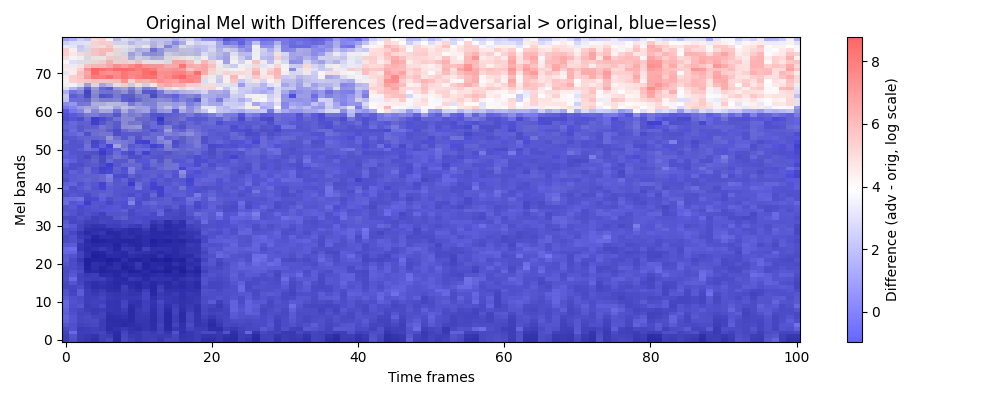 Original Mel with Differences (red=adversarial > original, blue=less)
Mel bands
70
60
50
40
30
20
10
0
0 20 40 60 80 100
Time frames
8
6
4
2
0
Difference (adv - orig, log scale)